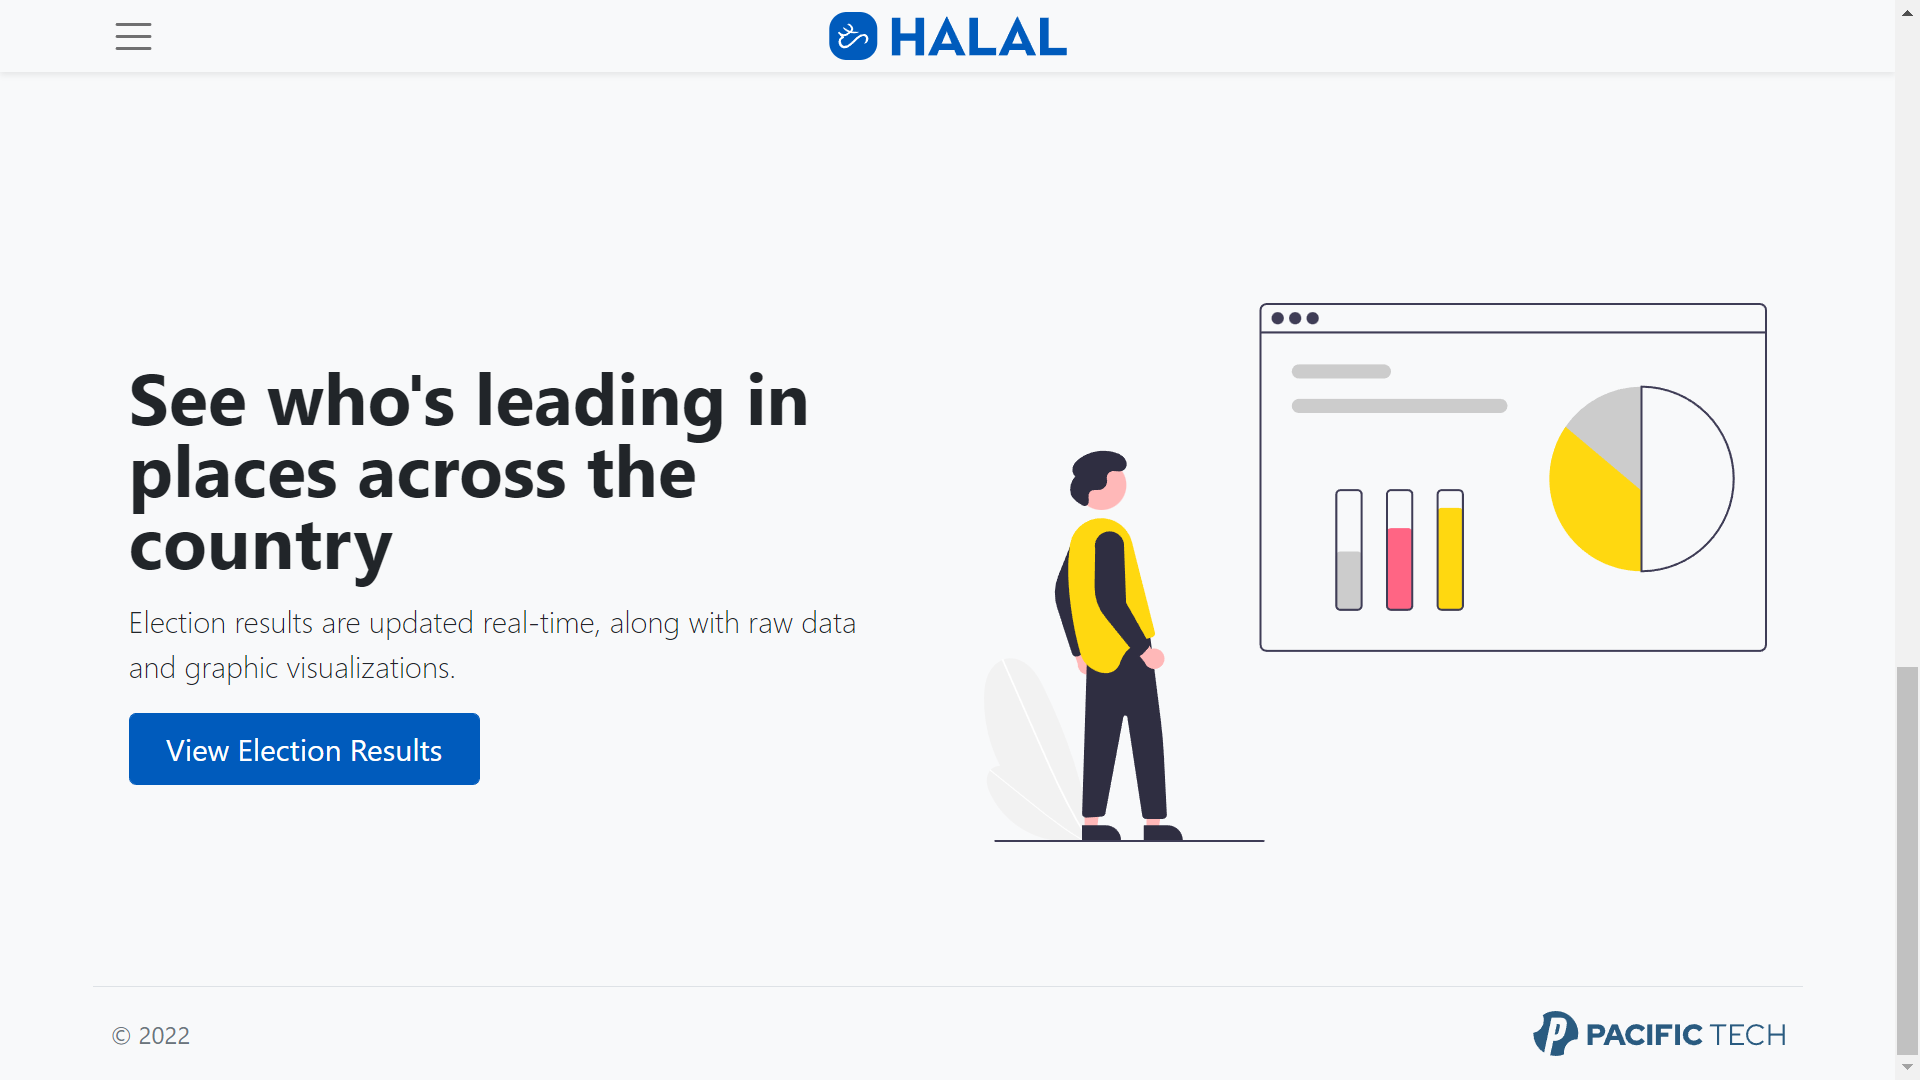 HALAL
See who's leading in
places across the
country
Election results are updated real-time, along with raw data
and graphic visualizations.
View Election Results
© 2022
PACIFIC TECH